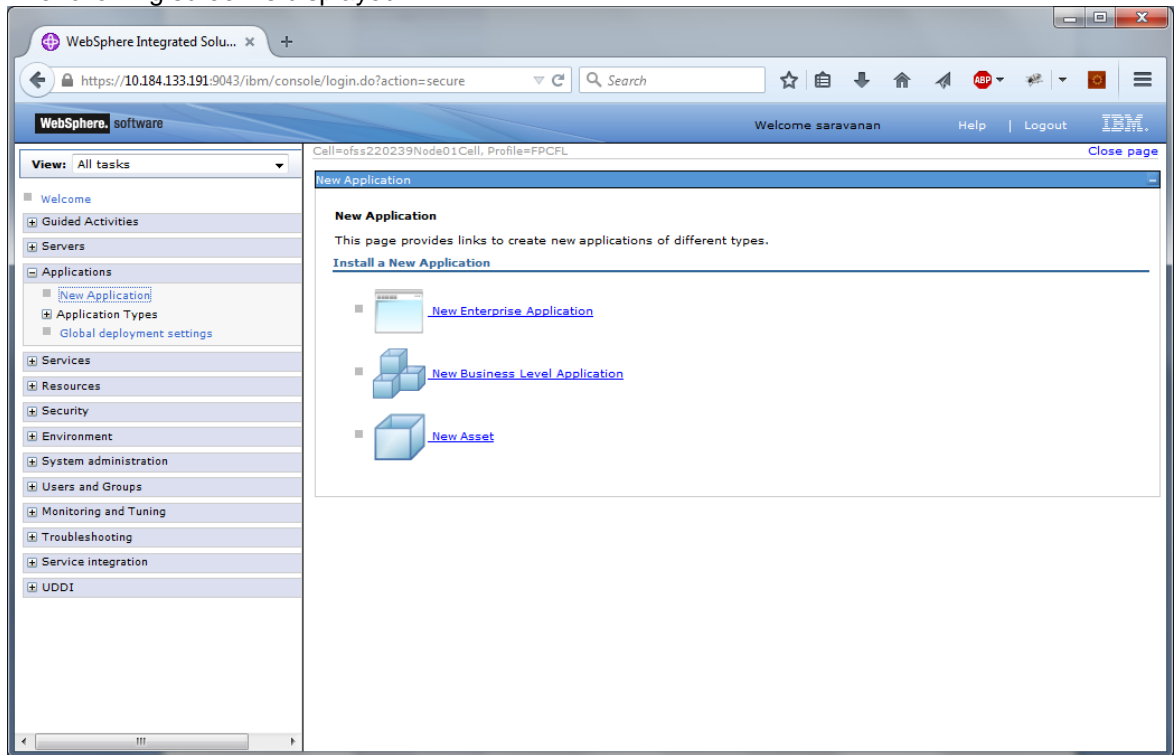 WebSphere Integrated Solu...
https://10.184.133.191:9043/ibm/console/login.do?action=secure
Search
ABP
WebSphere. software
Welcome saravanan
Help | Logout
IBM.
View: All tasks
Welcome
Guided Activities
Servers
Applications
New Application
Application Types
Global deployment settings
Services
Resources
Security
Environment
System administration
Users and Groups
Monitoring and Tuning
Troubleshooting
Service integration
UDDI
Cell=ofss220239Node01Cell, Profile=FPCFL
Close page
New Application
New Application
This page provides links to create new applications of different types.
Install a New Application
New Enterprise Application
New Business Level Application
New Asset